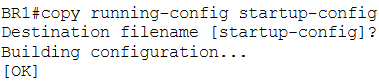 BR1#copy running-config startup-config
Destination filename [startup-config]?
Building configuration...
[OK]